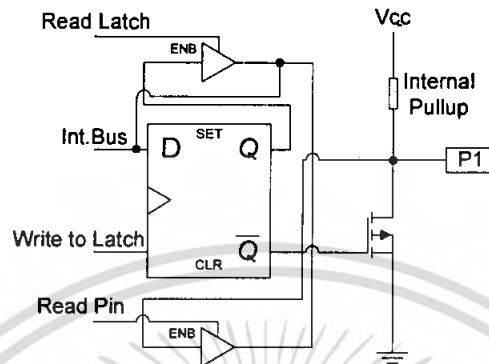 Read Latch
Vcc
ENB
Internal
Pullup
Int.Bus
D
SET
Q
P1
Write to Latch
Q
CLR
Read Pin
ENB